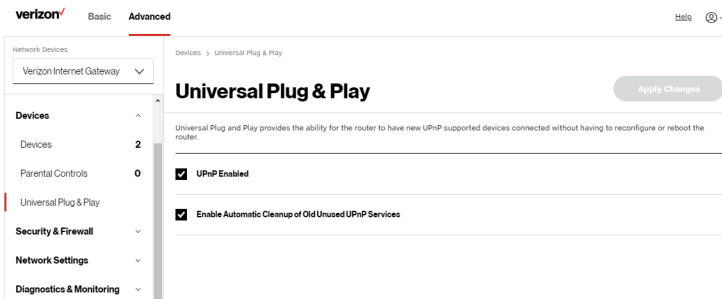 verizon
Basic
Advanced
Help
Network Devices
Verizon Internet Gateway
Devices
Devices 2
Parental Controls 0
Universal Plug & Play
Security & Firewall
Network Settings
Diagnostics & Monitoring
Devices > Universal Plug & Play
Universal Plug & Play
Apply Changes
Universal Plug and Play provides the ability for the router to have new UPnP supported devices connected without having to reconfigure or reboot the
router.
UPnP Enabled
Enable Automatic Cleanup of Old Unused UPnP Services